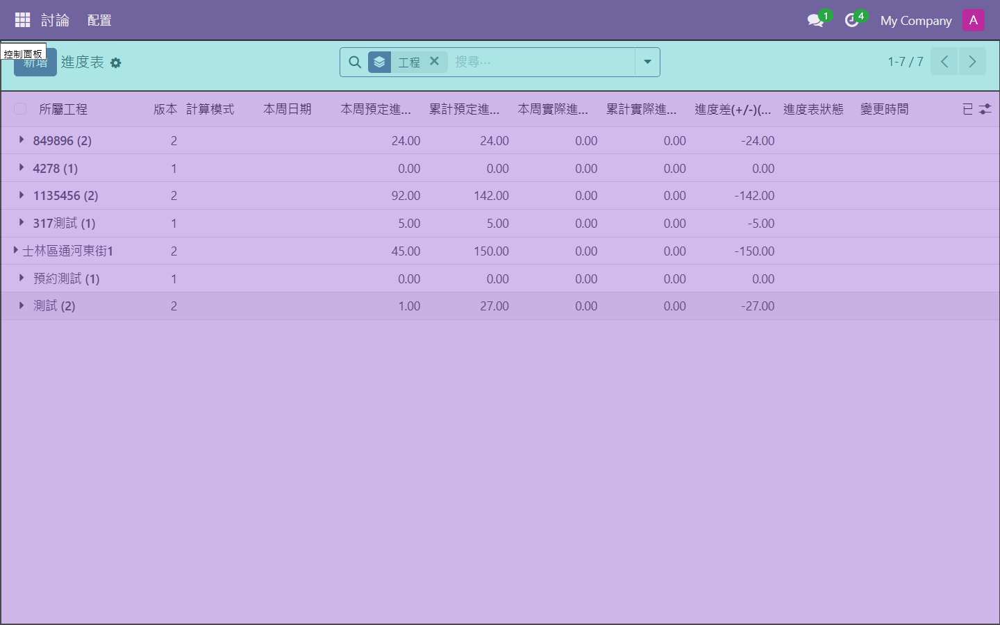 討論 配置 1 4 My Company A
控制面板
新增 進度表 工程 搜尋... 1-7 / 7
所屬工程 版本 計算模式 本周日期 本周預定進... 累計預定進... 本周實際進... 累計實際進... 進度差(+/-)(... 進度表狀態 變更時間
849896 (2) 2 24.00 24.00 0.00 0.00 -24.00
4278 (1) 1 0.00 0.00 0.00 0.00 0.00
1135456 (2) 2 92.00 142.00 0.00 0.00 -142.00
317測試 (1) 1 5.00 5.00 0.00 0.00 -5.00
士林區通河東街1 2 45.00 150.00 0.00 0.00 -150.00
預約測試 (1) 1 0.00 0.00 0.00 0.00 0.00
測試 (2) 2 1.00 27.00 0.00 0.00 -27.00